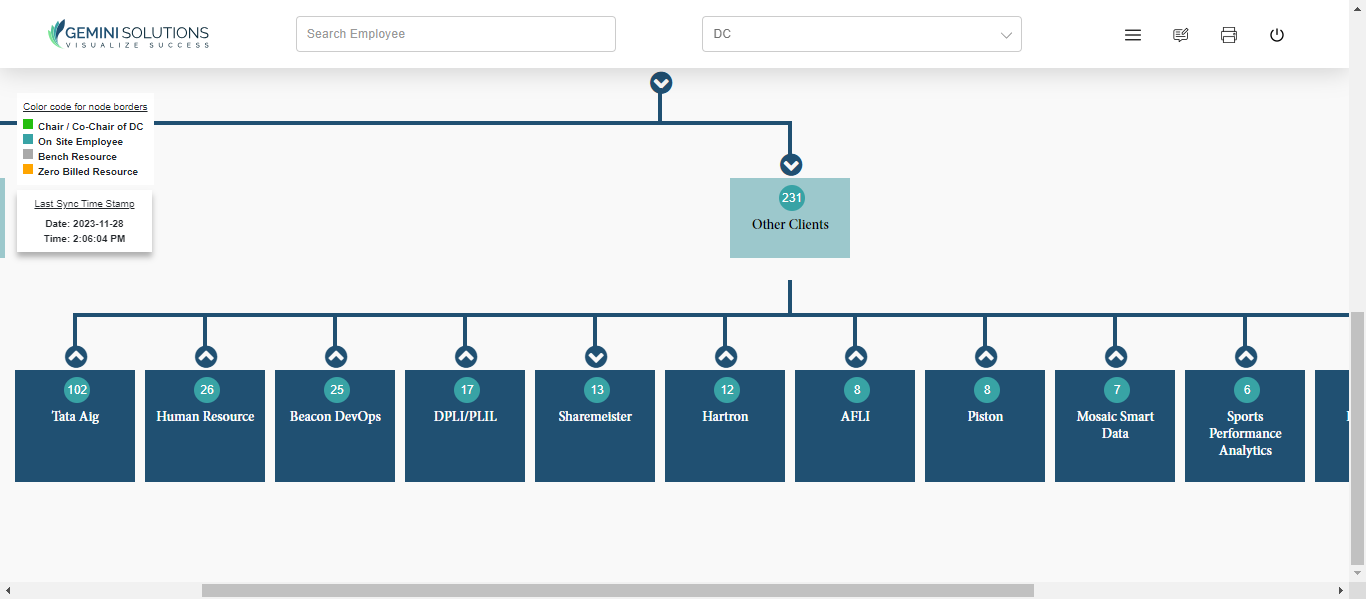 GEMINI SOLUTIONS
VISUALIZE SUCCESS
Search Employee
DC
Color code for node borders
Chair / Co-Chair of DC
On Site Employee
Bench Resource
Zero Billed Resource
Last Sync Time Stamp
Date: 2023-11-28
Time: 2:06:04 PM
231
Other Clients
102
Tata Aig
26
Human Resource
25
Beacon DevOps
17
DPLI/PLIL
13
Sharemeister
12
Hartron
8
AFLI
8
Piston
7
Mosaic Smart
Data
6
Sports
Performance
Analytics